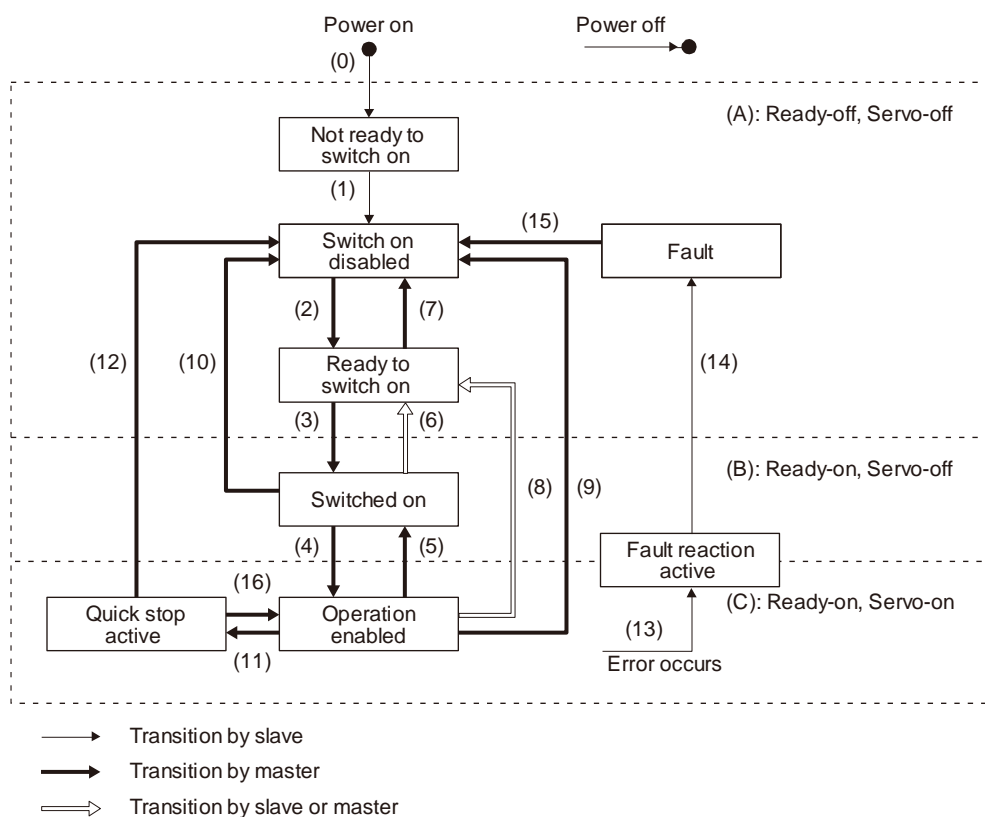 Power on
Power off
(0)
(A): Ready-off, Servo-off
Not ready to
switch on
(1)
(15)
Switch on
disabled
Fault
(2)
(7)
(12)
(10)
(14)
Ready to
switch on
(3)
(6)
(B): Ready-on, Servo-off
(8)
(9)
Switched on
(4)
(5)
Fault reaction
active
(16)
(C): Ready-on, Servo-on
Quick stop
active
Operation
enabled
(13)
(11)
Error occurs
Transition by slave
Transition by master
Transition by slave or master